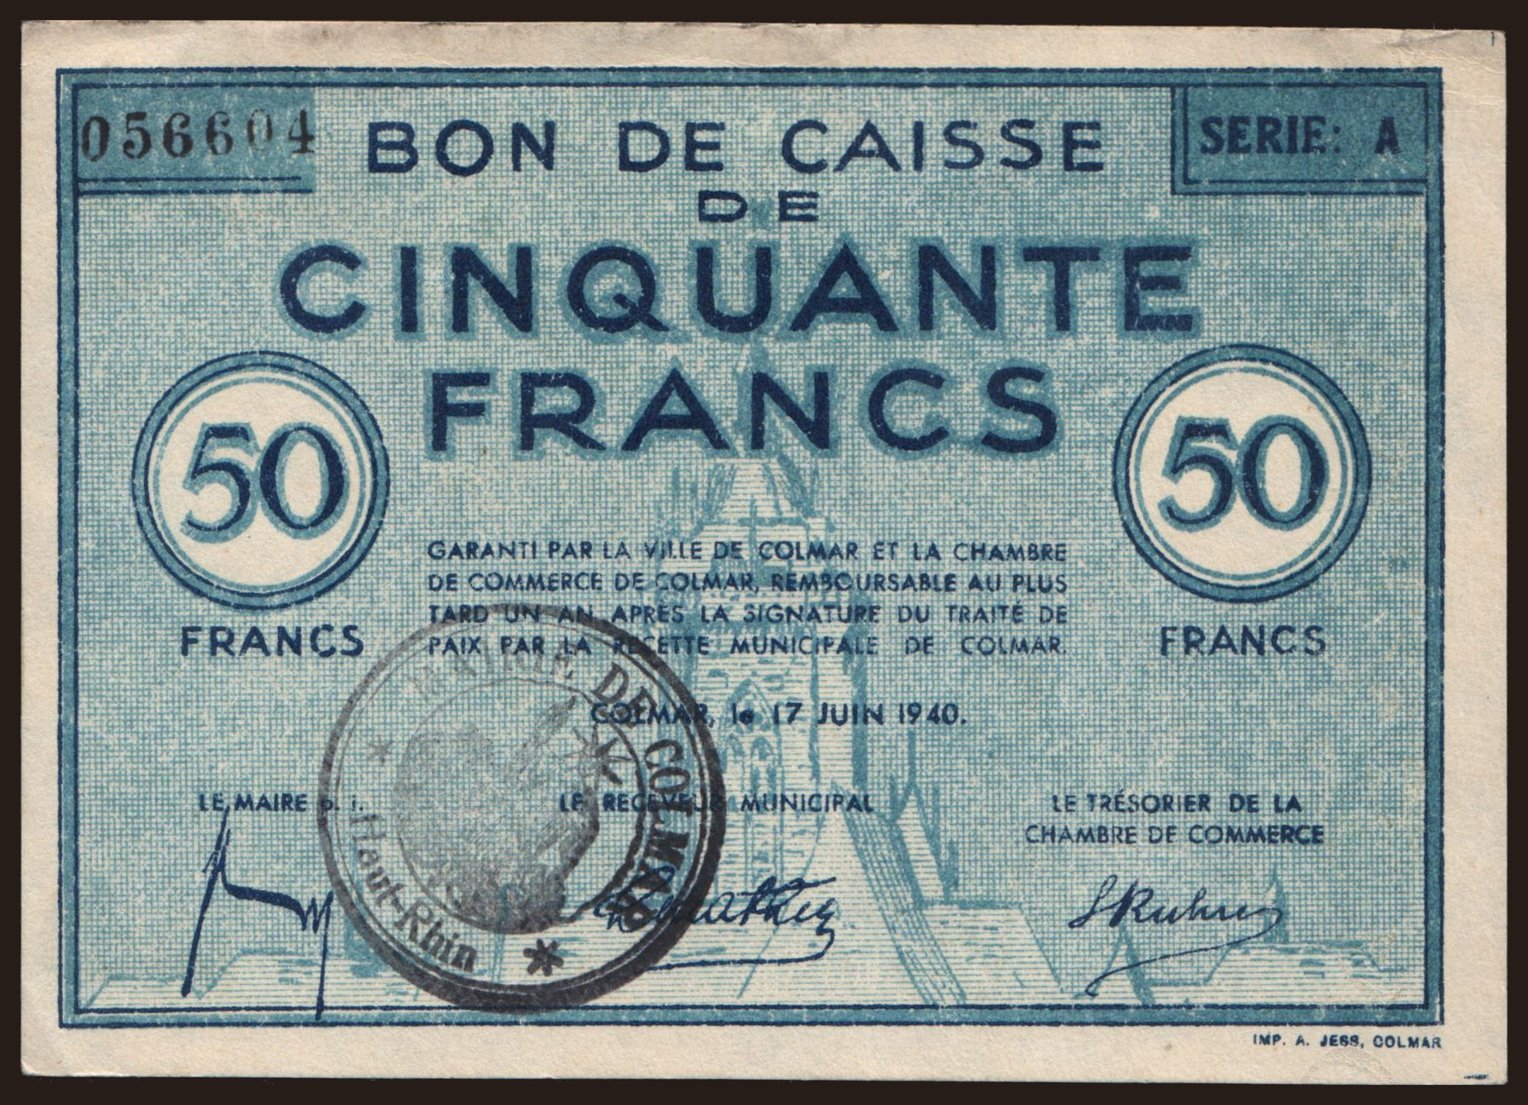 056604
BON DE CAISSE
SERIE: A
DE
CINQUANTE
FRANCS
50
FRANCS
50
FRANCS
GARANTI PAR LA VILLE DE COLMAR ET LA CHAMBRE
DE COMMERCE DE COLMAR, REMBOURSABLE AU PLUS
TARD UN AN APRÈS LA SIGNATURE DU TRAITÉ DE
PAIX PAR LA RECETTE MUNICIPALE DE COLMAR.
COLMAR, le 17 JUIN 1940.
LE MAIRE p. i.
LE RECEVEUR MUNICIPAL
LE TRÉSORIER DE LA
CHAMBRE DE COMMERCE
MAIRIE DE COLMAR
Haut-Rhin
IMP. A. JESS, COLMAR